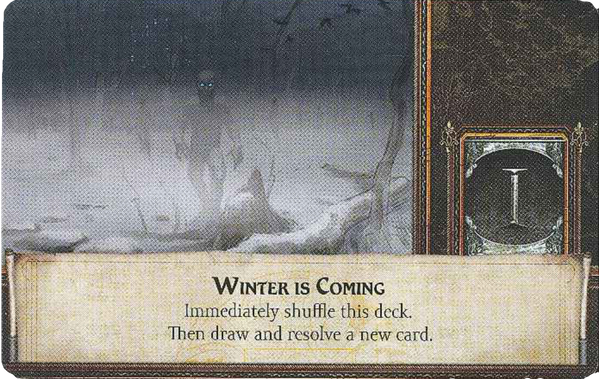 I
Winter is Coming
Immediately shuffle this deck.
Then draw and resolve a new card.